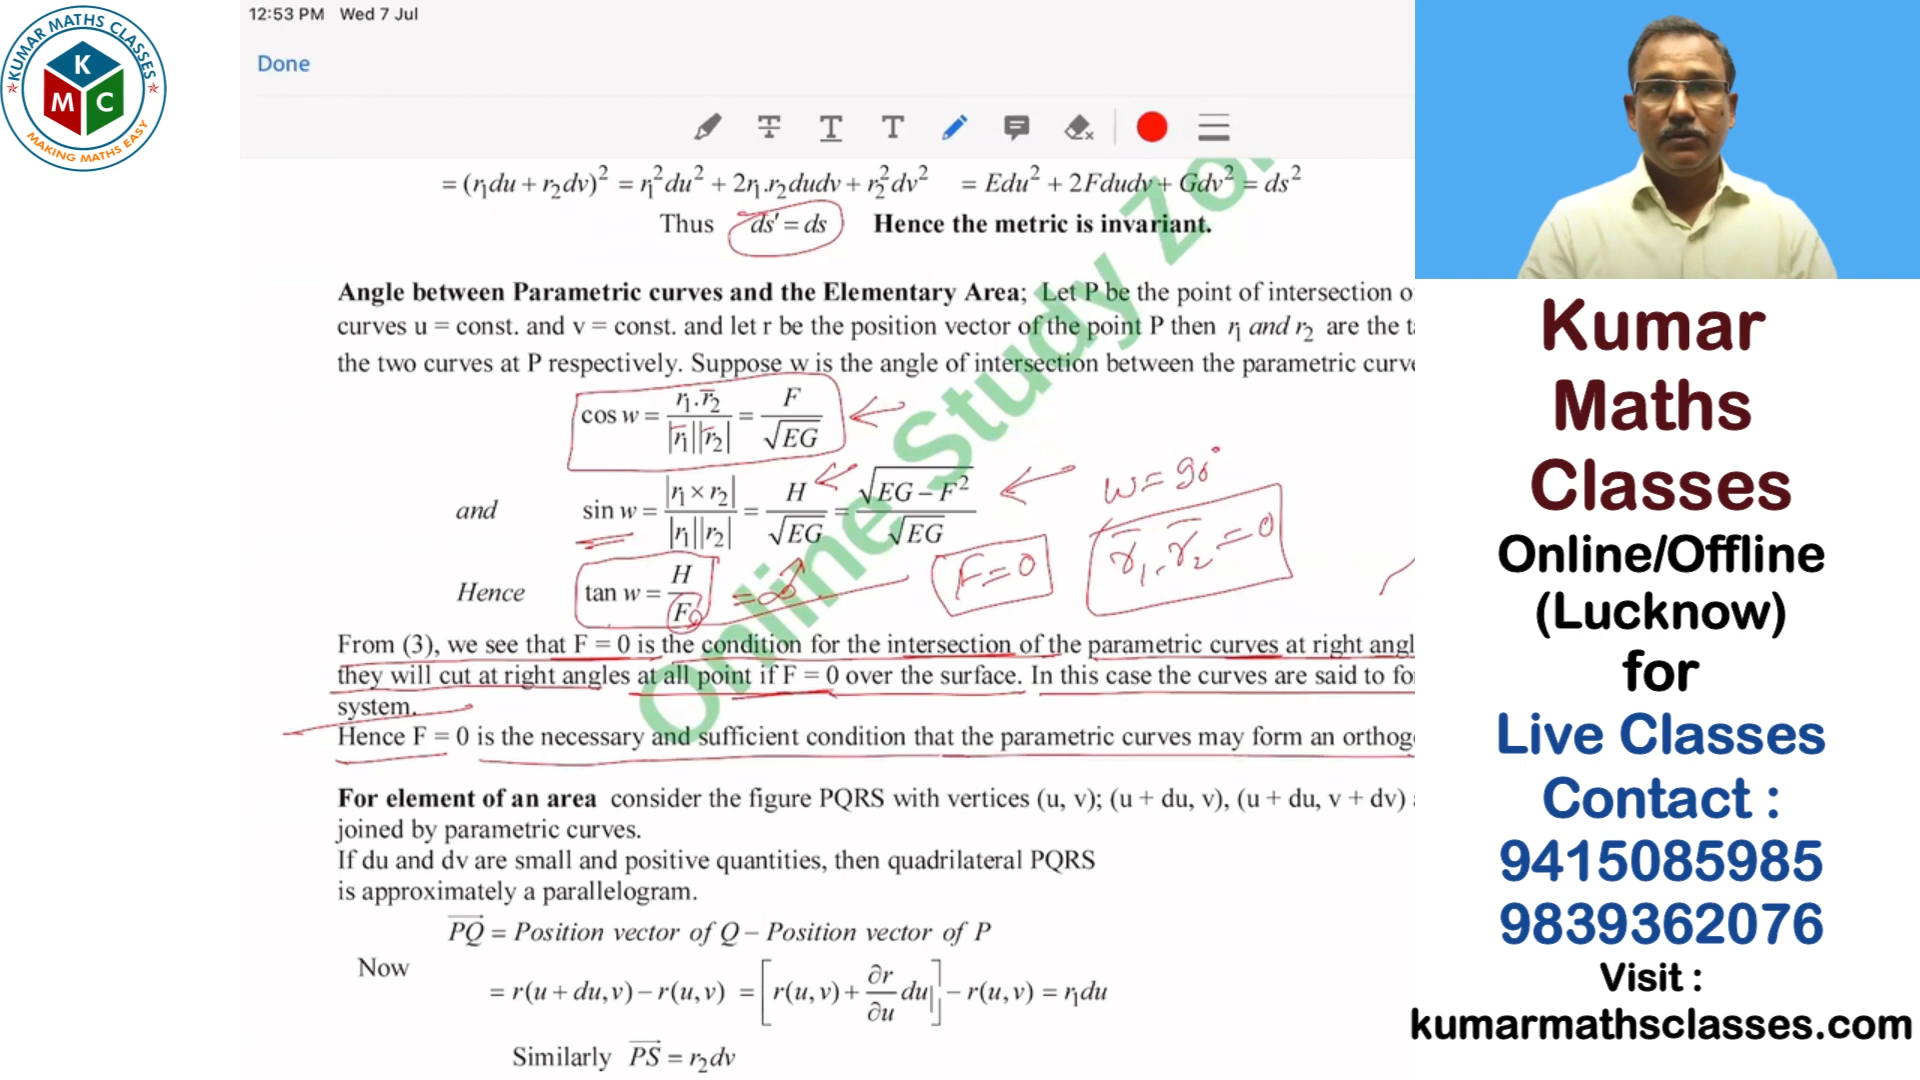 12:53 PM Wed 7 Jul
KUMAR MATHS CLASSES
K
M C
MAKING MATHS EASY
Done
= (r₁du + r₂dv)² = r₁²du² + 2r₁.r₂dudv + r₂²dv² = Edu² + 2Fdudv + Gdv² = ds²
Thus ds' = ds Hence the metric is invariant.
Angle between Parametric curves and the Elementary Area; Let P be the point of intersection o
curves u = const. and v = const. and let r be the position vector of the point P then r₁ and r₂ are the t
the two curves at P respectively. Suppose w is the angle of intersection between the parametric curve
cos w = r₁.r̄₂ / |r₁||r₂| = F / √EG
and sin w = |r₁ × r₂| / |r₁||r₂| = H / √EG = √EG – F² / √EG
w = 90°
r̄₁.r̄₂ = 0
F = 0
Hence tan w = H / F = ∞
From (3), we see that F = 0 is the condition for the intersection of the parametric curves at right angl
they will cut at right angles at all point if F = 0 over the surface. In this case the curves are said to fo
system.
Hence F = 0 is the necessary and sufficient condition that the parametric curves may form an orthog
For element of an area consider the figure PQRS with vertices (u, v); (u + du, v), (u + du, v + dv)
joined by parametric curves.
If du and dv are small and positive quantities, then quadrilateral PQRS
is approximately a parallelogram.
PQ = Position vector of Q – Position vector of P
Now
= r(u + du, v) – r(u, v) = [r(u, v) + ∂r/∂u du] – r(u, v) = r₁du
Similarly PS = r₂dv
Online Study Zo
Kumar
Maths
Classes
Online/Offline
(Lucknow)
for
Live Classes
Contact :
9415085985
9839362076
Visit :
kumarmathsclasses.com